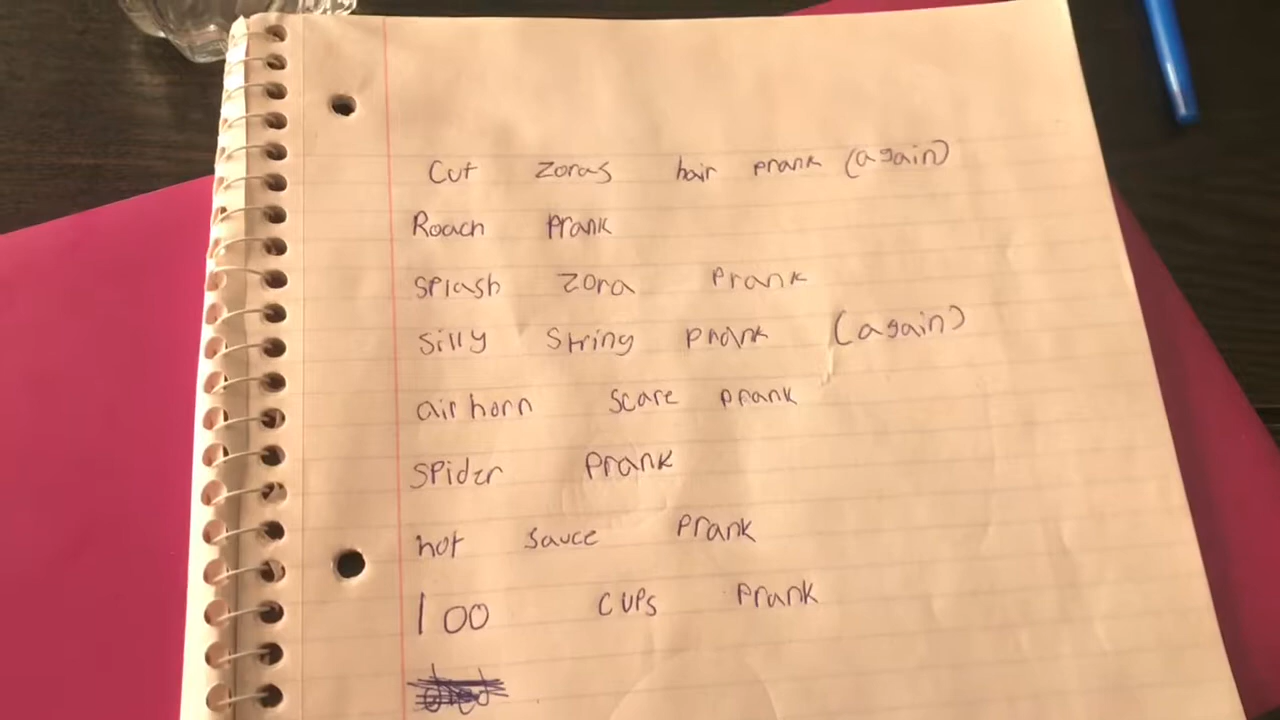 Cut zoras hair prank (again)
Roach prank
Splash zora prank
Silly String prank (again)
air horn scare prank
Spider prank
hot sauce prank
100 cups prank